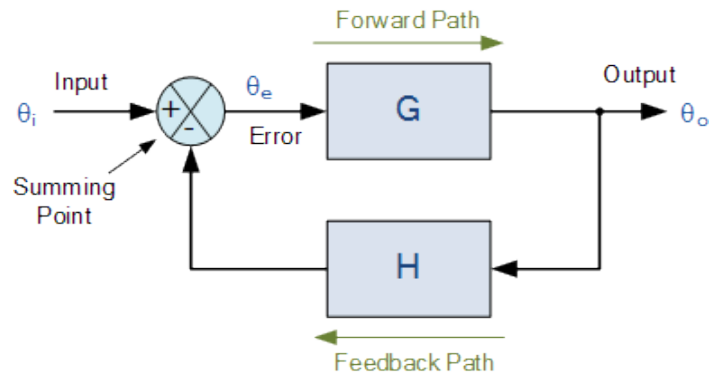 Forward Path
Input
Output
+
-
θe
G
θi
Error
θo
Summing
Point
H
Feedback Path